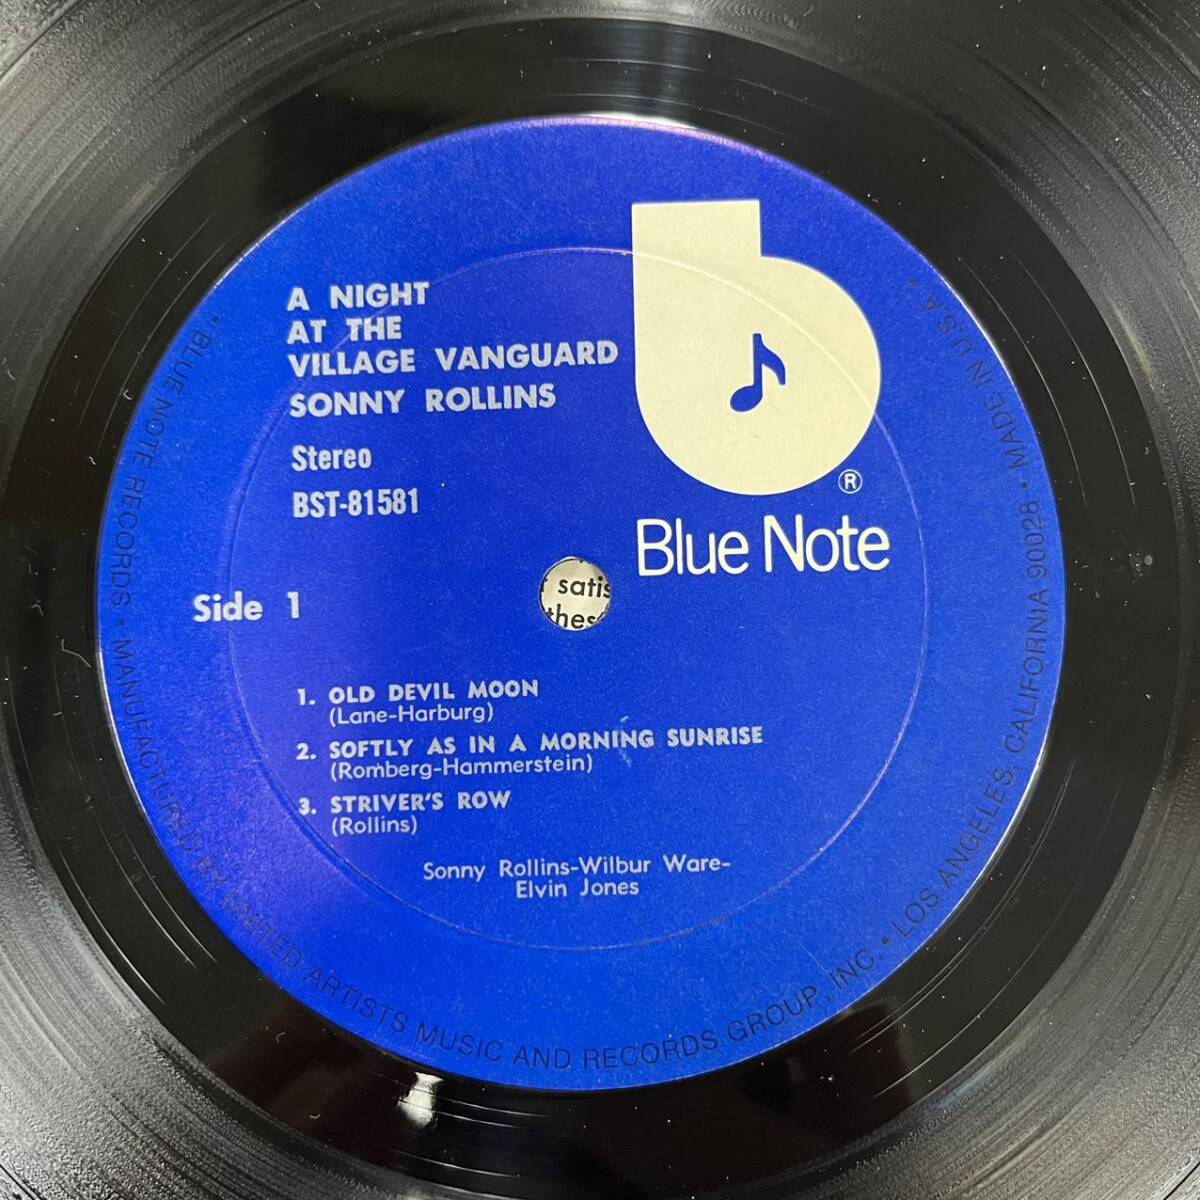 A NIGHT
AT THE
VILLAGE VANGUARD
SONNY ROLLINS
Stereo
BST-81581
®
Blue Note
Side 1
satis
thes
1. OLD DEVIL MOON
(Lane-Harburg)
2. SOFTLY AS IN A MORNING SUNRISE
(Romberg-Hammerstein)
3. STRIVER'S ROW
(Rollins)
Sonny Rollins-Wilbur Ware-
Elvin Jones
• BLUE NOTE RECORDS • MANUFACTURED BY UNITED ARTISTS MUSIC AND RECORDS GROUP, INC. • LOS ANGELES, CALIFORNIA 90028 • MADE IN U.S.A •